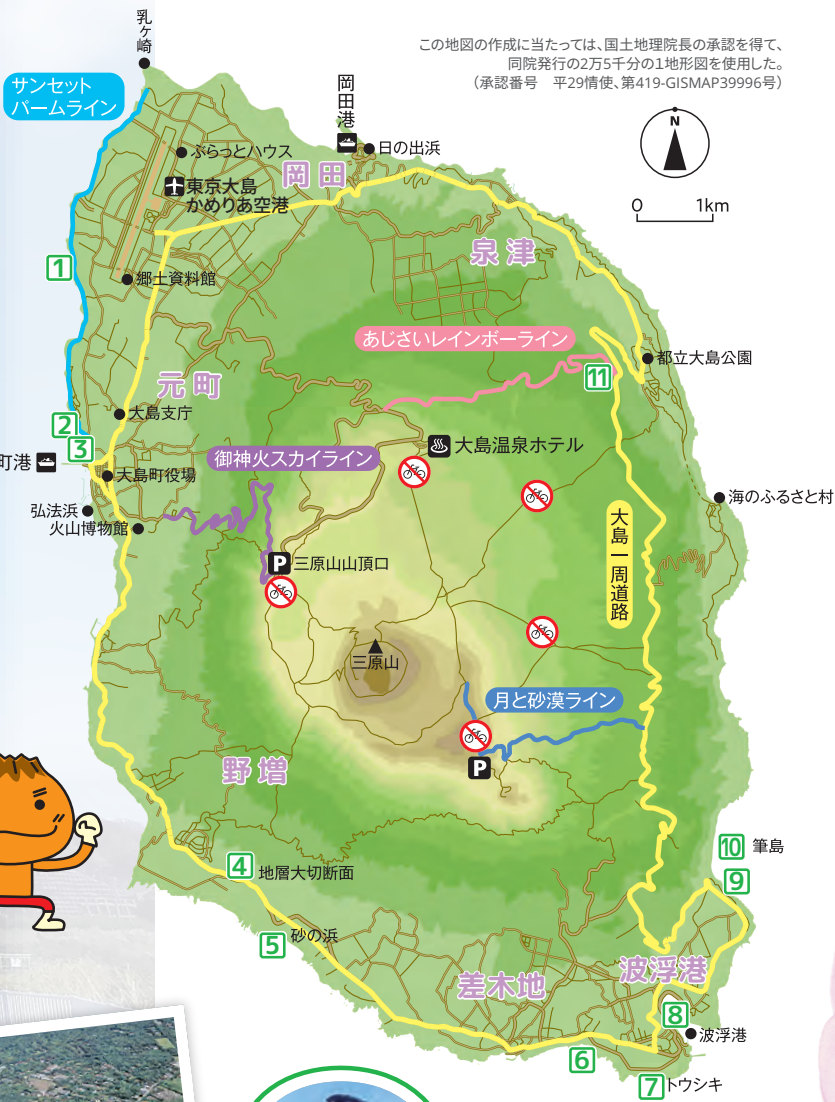 この地図の作成に当たっては、国土地理院長の承認を得て、
同院発行の2万5千分の1地形図を使用した。
(承認番号　平29情使、第419-GISMAP39996号)
乳ヶ崎
サンセット
パームライン
岡田港
日の出浜
ぶらっとハウス
岡田
東京大島
かめりあ空港
N
0 1km
泉津
1
郷土資料館
あじさいレインボーライン
都立大島公園
11
元町
大島支庁
2
3
大島温泉ホテル
御神火スカイライン
町港
大島町役場
海のふるさと村
弘法浜
火山博物館
大島一周道路
P
三原山山頂口
三原山
月と砂漠ライン
P
野増
10
筆島
9
4
地層大切断面
5
砂の浜
波浮港
差木地
8
波浮港
6
7
トウシキ